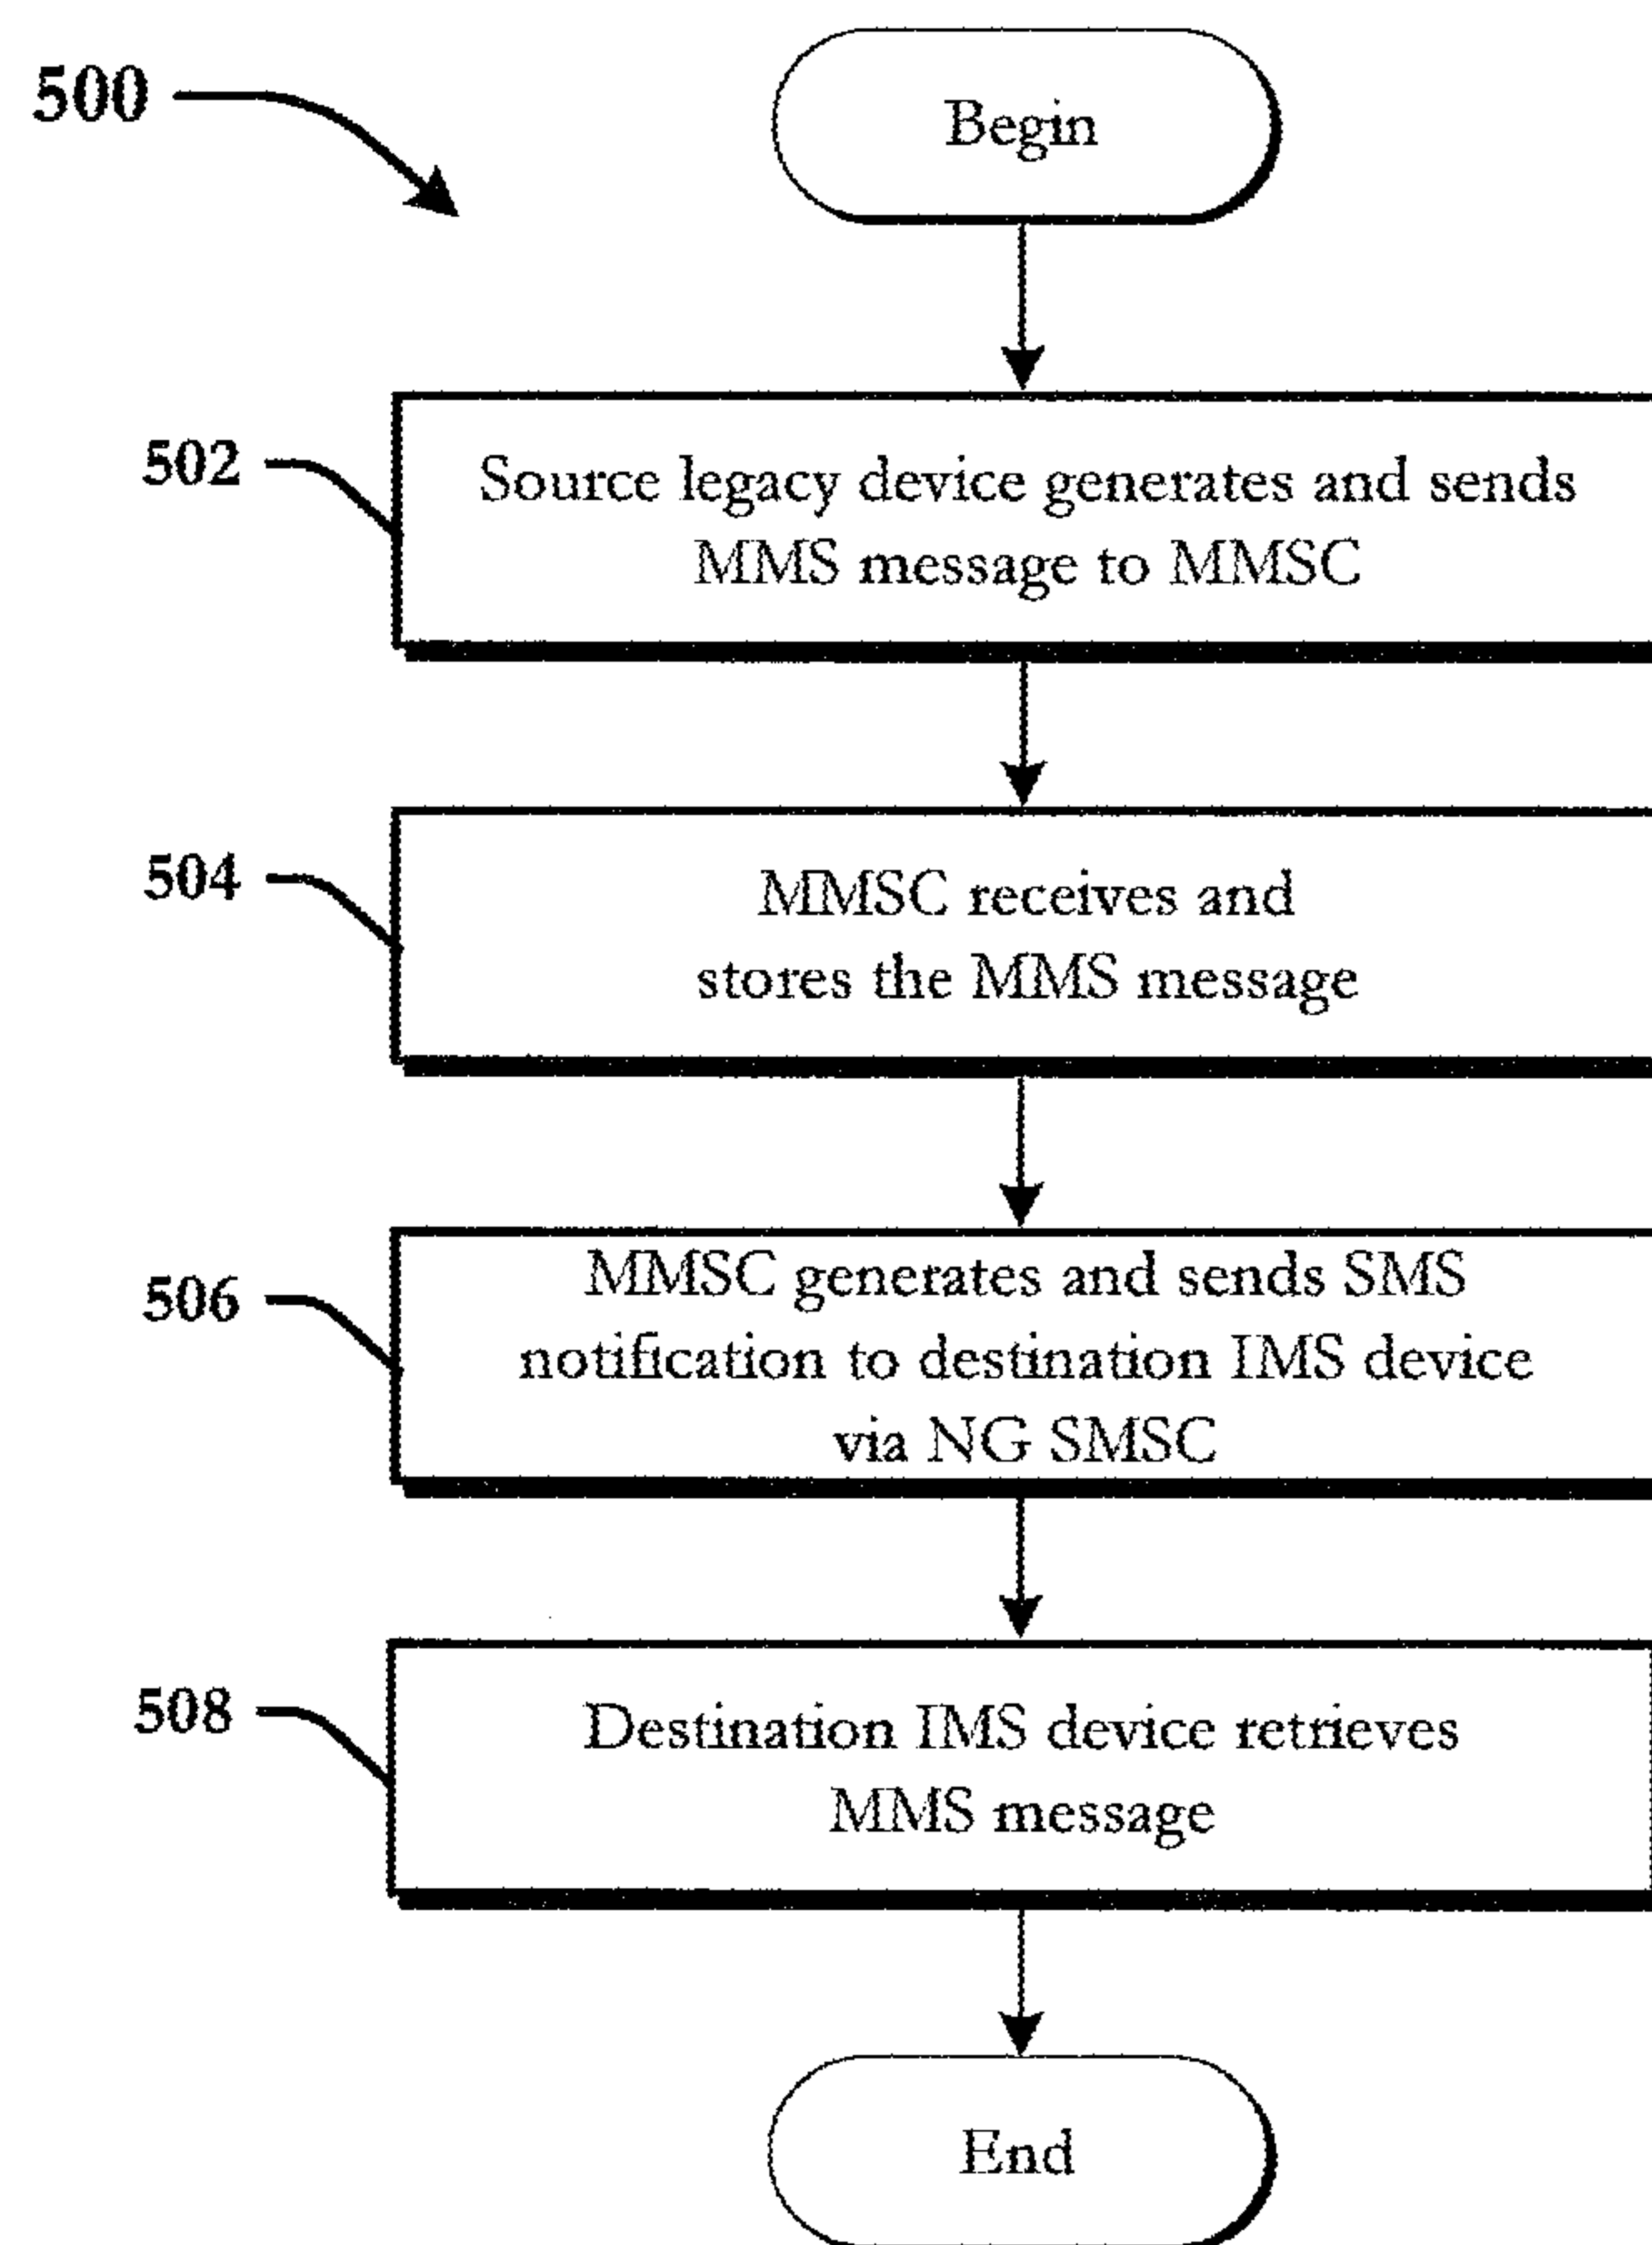 500
Begin
502
Source legacy device generates and sends
MMS message to MMSC
504
MMSC receives and
stores the MMS message
506
MMSC generates and sends SMS
notification to destination IMS device
via NG SMSC
508
Destination IMS device retrieves
MMS message
End